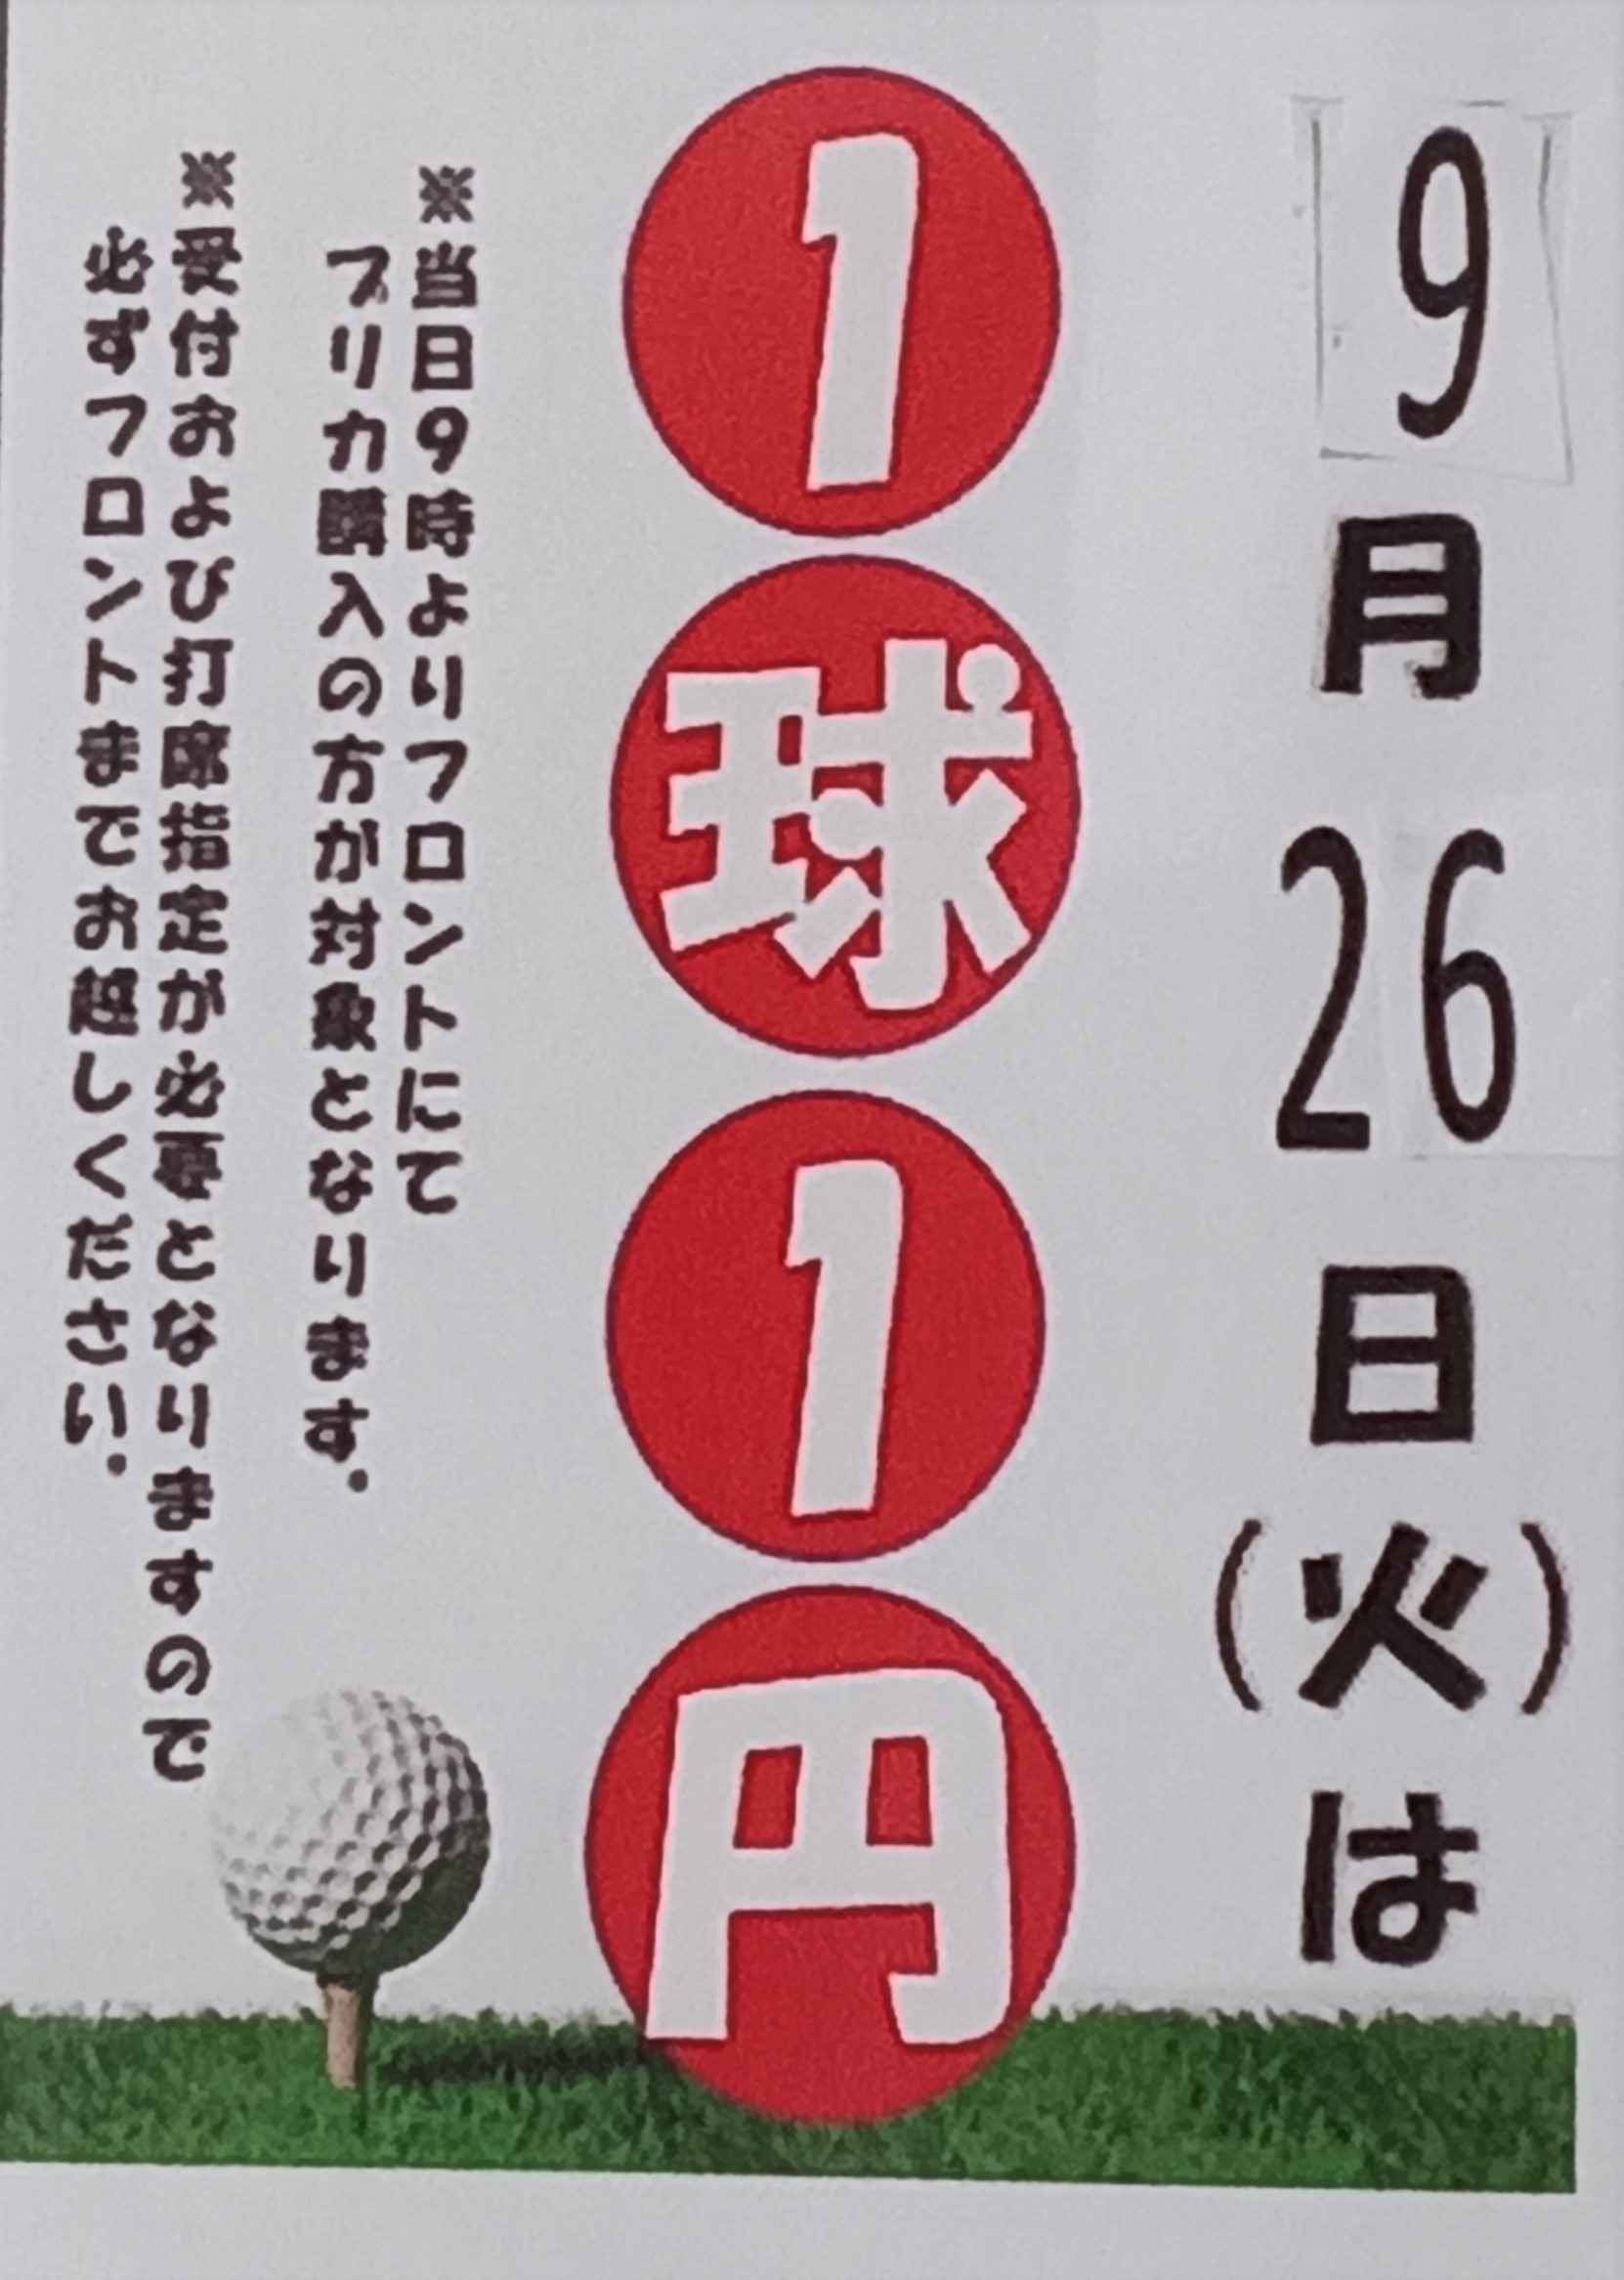 9月26日(火)は
1球1円
※当日9時よりフロントにて
プリカ購入の方が対象となります。
※受付および打席指定が必要となりますので
必ずフロントまでお越しください。